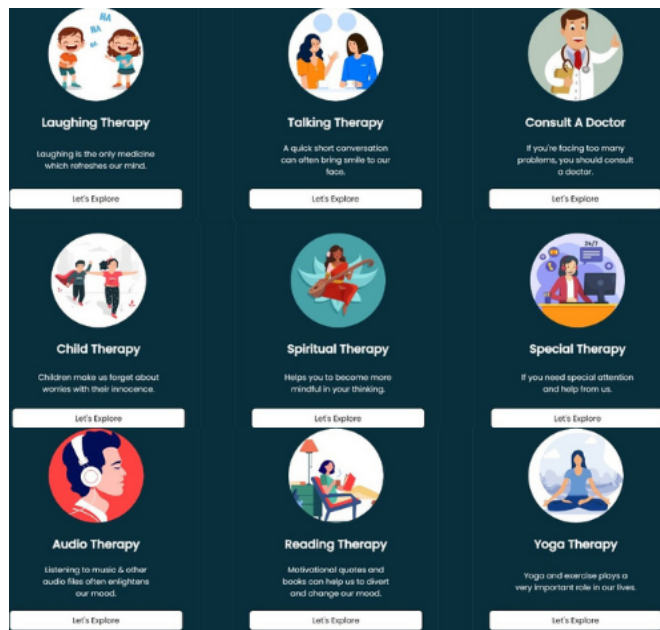 HA
HA
HA
Laughing Therapy
Laughing is the only medicine
which refreshes our mind.
Let's Explore
Talking Therapy
A quick short conversation
can often bring smile to our
face.
Let's Explore
Consult A Doctor
If you're facing too many
problems, you should consult
a doctor.
Let's Explore
Child Therapy
Children make us forget about
worries with their innocence.
Let's Explore
Spiritual Therapy
Helps you to become more
mindful in your thinking.
Let's Explore
24/7
Special Therapy
If you need special attention
and help from us.
Let's Explore
Audio Therapy
Listening to music & other
audio files often enlightens
our mood.
Let's Explore
Reading Therapy
Motivational quotes and
books can help us to divert
and change our mood.
Let's Explore
Yoga Therapy
Yoga and exercise plays a
very important role in our lives.
Let's Explore